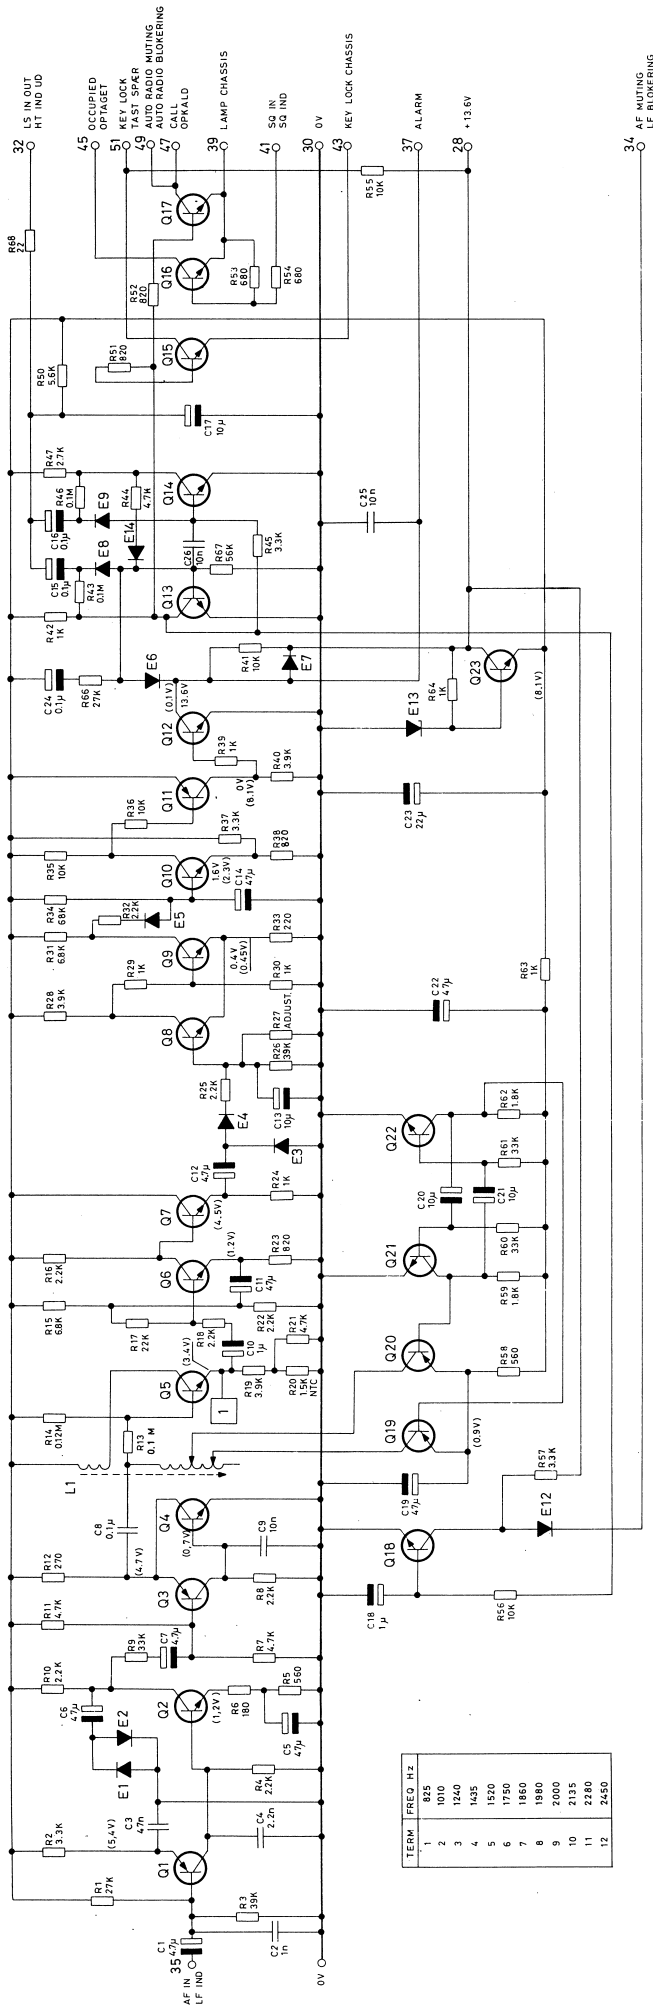 32
LS IN OUT
HT IND UD
45
OCCUPIED
OPTAGET
51
KEY LOCK
TAST SPÆR
49
AUTO RADIO MUTING
AUTO RADIO BLOKERING
47
CALL
OPKALD
39
LAMP CHASSIS
41
SQ IN
SQ IND
30
0V
43
KEY LOCK CHASSIS
37
ALARM
28
+13.6V
34
AF MUTING
LF BLOKERING
R68
22
R50
5.6K
R51
820
R52
820
R53
680
R54
680
R55
10K
Q17
Q16
Q15
C17
10µ
R47
2.7K
R46
0.1M
R44
4.7K
C16
0.1µ
E9
E14
Q14
C15
0.1µ
E8
R43
0.1M
C26
10n
R67
56K
R45
3.3K
C25
10n
R42
1K
Q13
C24
0.1µ
R66
27K
E6
(0.1V)
13.6V
R41
10K
E7
Q12
R39
1K
R64
1K
Q23
(8.1V)
E13
Q11
R36
10K
R37
3.3K
0V
(8.1V)
R40
3.9K
C23
22µ
R35
10K
Q10
1.6V
(2.3V)
R38
820
R34
68K
R32
2.2K
E5
C14
47µ
R31
6.8K
Q9
R33
220
0.4V
(0.45V)
R29
1K
R30
1K
R28
3.9K
Q8
R27
ADJUST.
R26
39K
R25
2.2K
E4
C13
10µ
E3
C12
4.7µ
R24
1K
Q7
(4.5V)
R16
2.2K
Q6
(1.2V)
R23
820
C11
47µ
R15
6.8K
R17
22K
R18
2.2K
R22
2.2K
C10
1µ
(3.4V)
R21
4.7K
R19
3.9K
R20
1.5K
NTC
1
Q5
R14
0.12M
R13
0.1 M
L1
C8
0.1µ
R12
270
(4.7V)
Q4
(0.7V)
C9
10n
R11
4.7K
Q3
R8
2.2K
R9
33K
C7
4.7µ
R7
4.7K
R10
2.2K
Q2
(1,2V)
R6
180
R5
560
C6
47µ
E2
E1
C5
47µ
R4
2.2K
R2
3.3K
C3
47n
(5,4V)
C4
2.2n
Q1
R1
27K
R3
39K
C1
4.7µ
C2
1n
35
AF IN
LF IND
0V
C22
47µ
R63
1K
Q22
R62
1.8K
R61
33K
C20
10µ
C21
10µ
Q21
R60
33K
R59
1.8K
Q20
R58
560
Q19
(0.9V)
C19
47µ
R57
3.3K
E12
Q18
C18
1µ
R56
10K
TERM FREQ Hz
1 825
2 1010
3 1240
4 1435
5 1520
6 1750
7 1860
8 1980
9 2000
10 2135
11 2280
12 2450